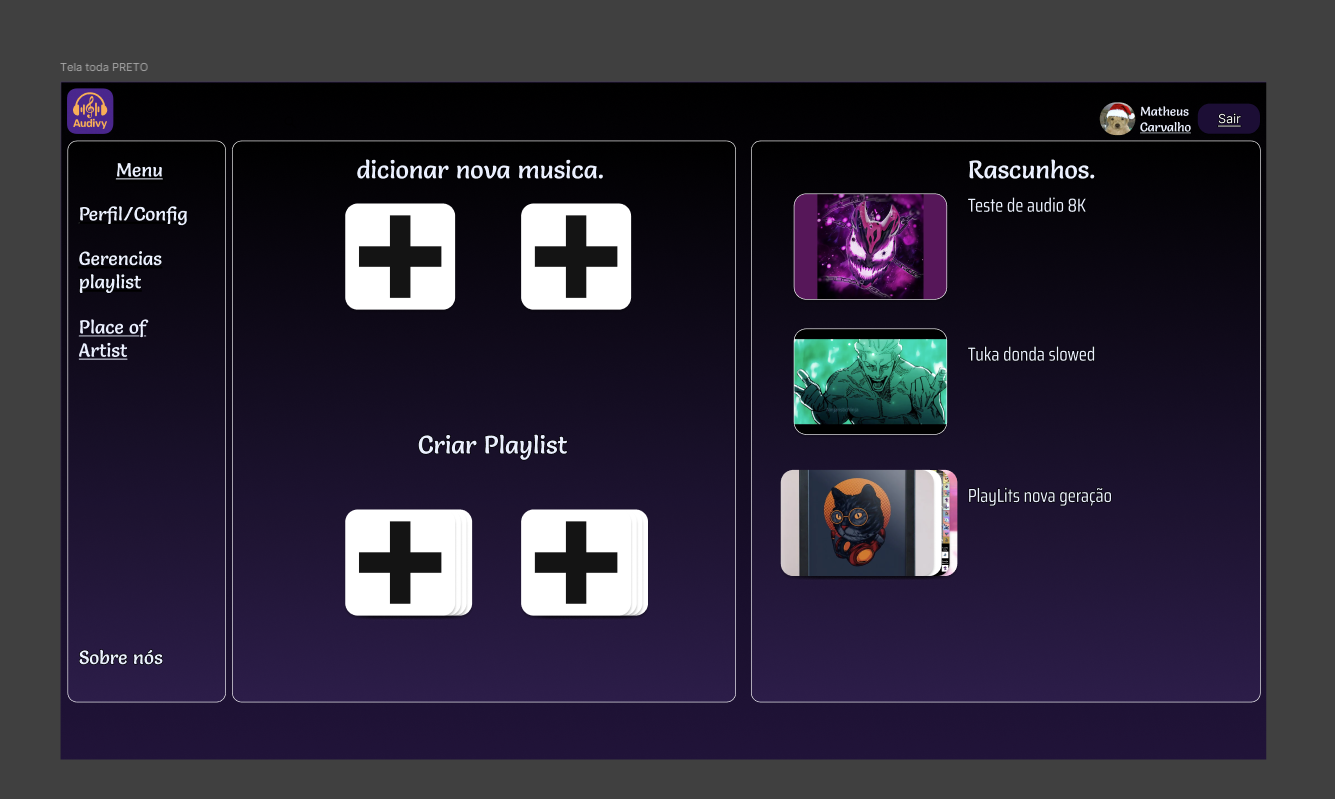 Tela toda PRETO
Audivy
Matheus
Carvalho
Sair
Menu
Perfil/Config
Gerencias
playlist
Place of
Artist
Sobre nós
dicionar nova musica.
Criar Playlist
Rascunhos.
Teste de audio 8K
Tuka donda slowed
PlayLits nova geração